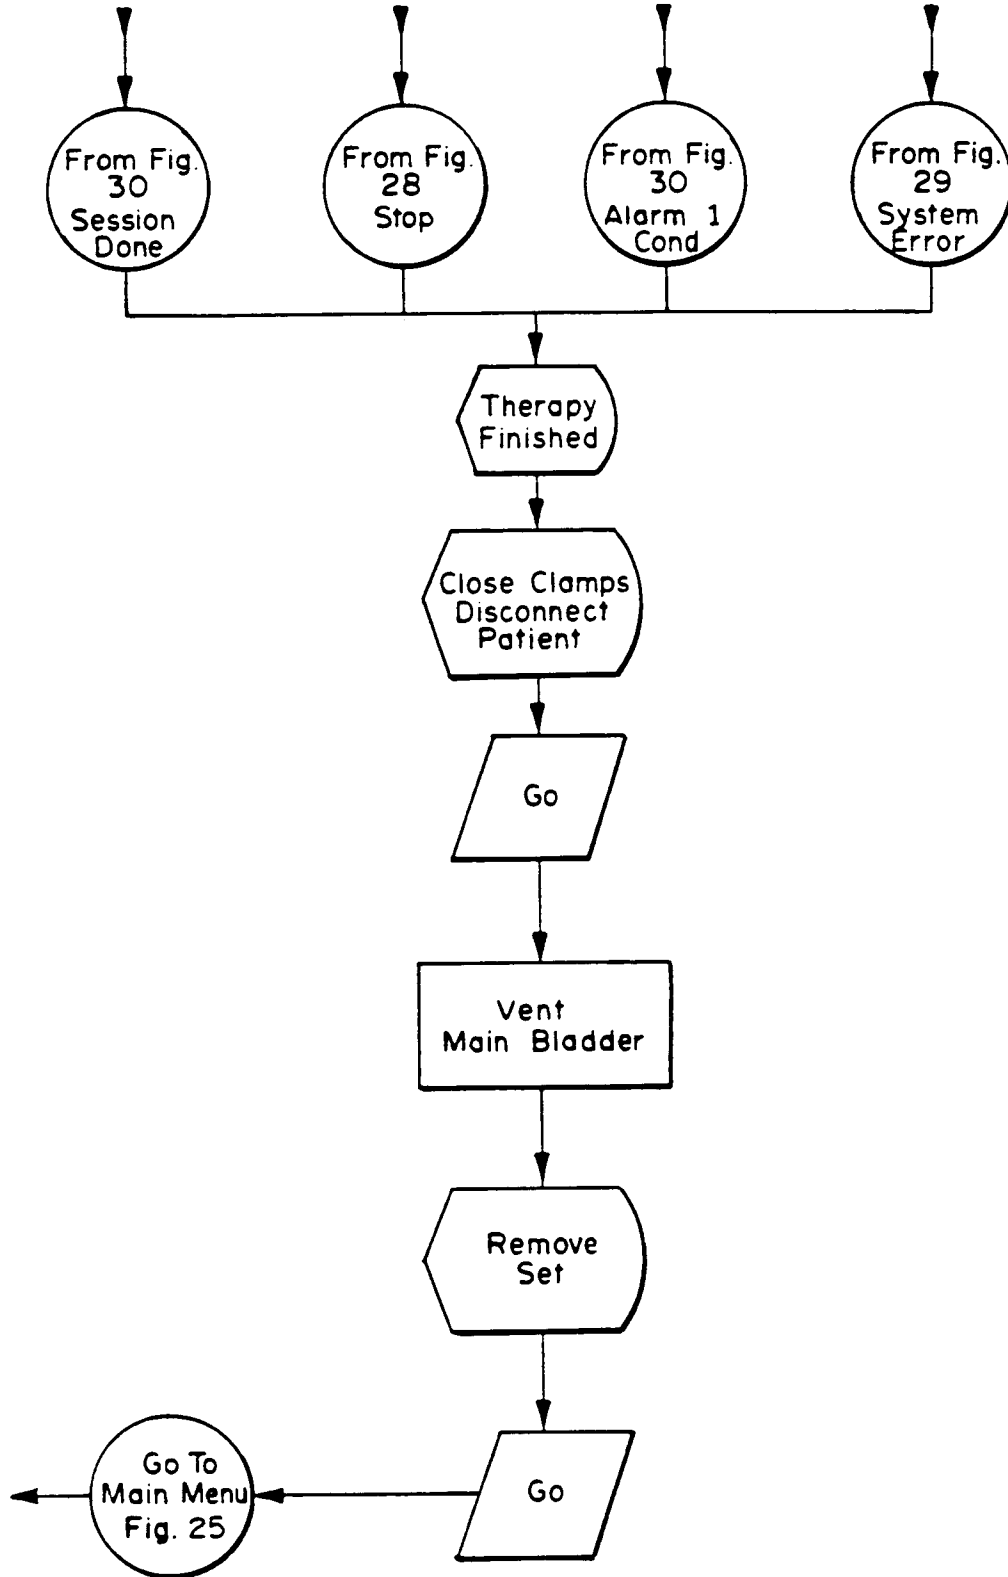 From Fig.
30
Session
Done
From Fig.
28
Stop
From Fig.
30
Alarm 1
Cond
From Fig.
29
System
Error
Therapy
Finished
Close Clamps
Disconnect
Patient
Go
Vent
Main Bladder
Remove
Set
Go
Go To
Main Menu
Fig. 25